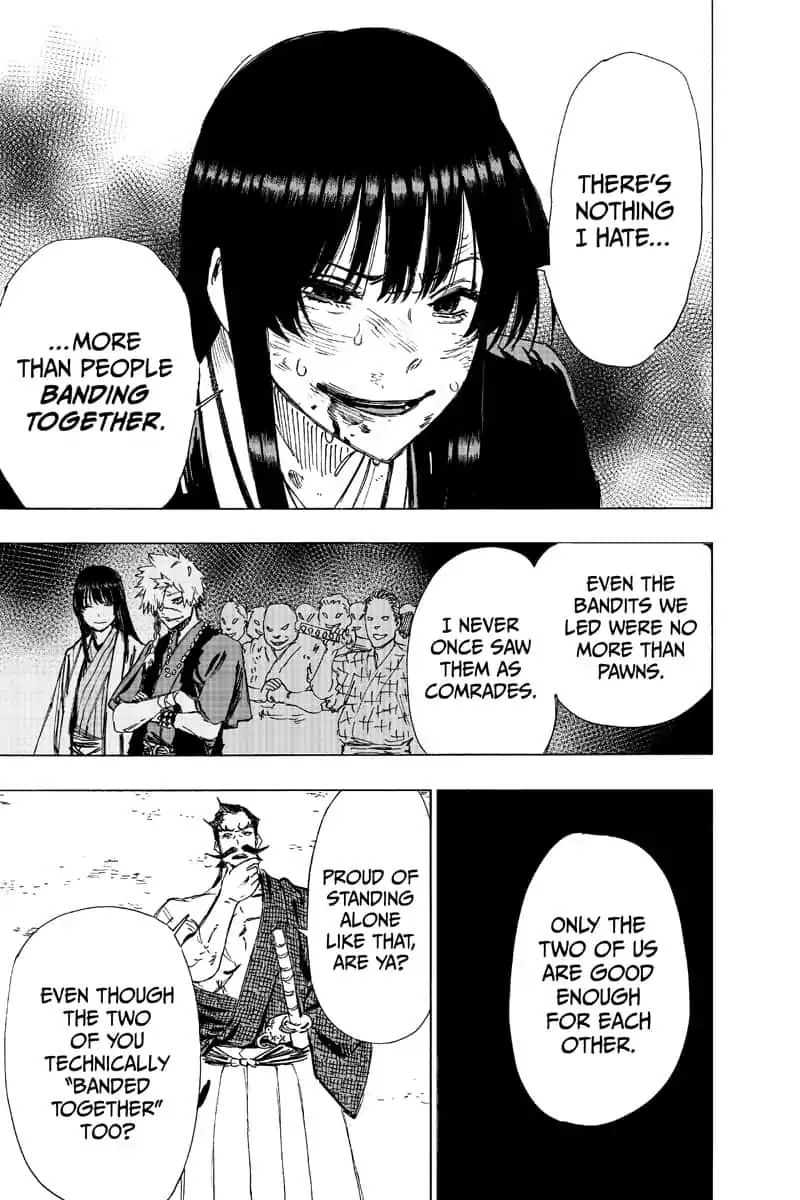 THERE'S
NOTHING
I HATE...
...MORE
THAN PEOPLE
BANDING
TOGETHER.
EVEN THE
BANDITS WE
LED WERE NO
MORE THAN
PAWNS.
I NEVER
ONCE SAW
THEM AS
COMRADES.
ONLY THE
TWO OF US
ARE GOOD
ENOUGH
FOR EACH
OTHER.
PROUD OF
STANDING
ALONE
LIKE THAT,
ARE YA?
EVEN THOUGH
THE TWO
OF YOU
TECHNICALLY
"BANDED
TOGETHER"
TOO?